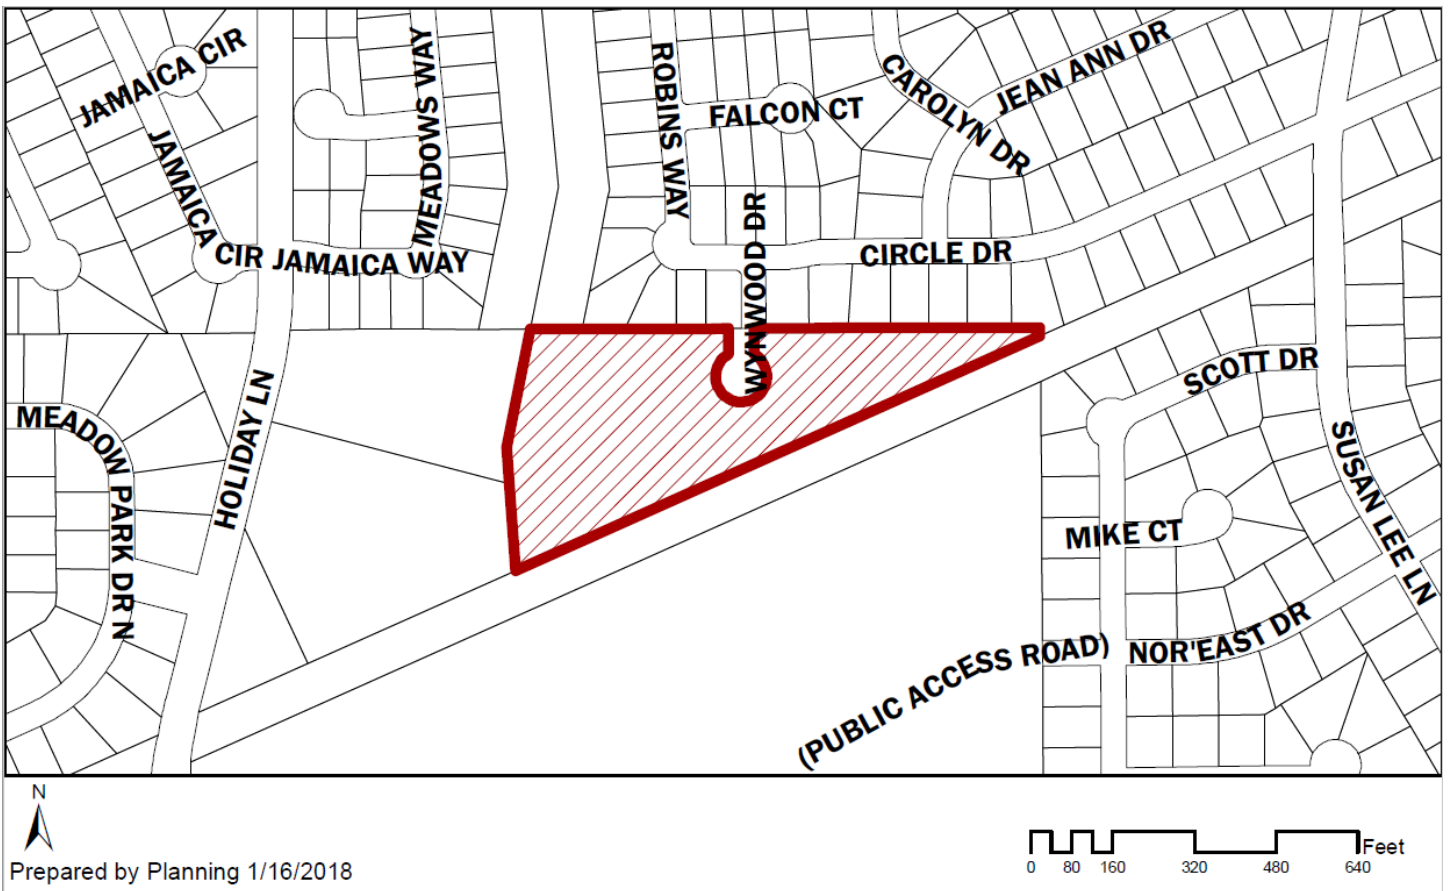 JAMAICA CIR
MEADOWS WAY
ROBINS WAY
FALCON CT
CAROLYN DR
JEAN ANN DR
JAMAICA
CIR
JAMAICA WAY
WYNWOOD DR
CIRCLE DR
MEADOW PARK DR N
HOLIDAY LN
SCOTT DR
SUSAN LEE LN
MIKE CT
(PUBLIC ACCESS ROAD)
NOR'EAST DR
N
Prepared by Planning 1/16/2018
Feet
0 80 160 320 480 640